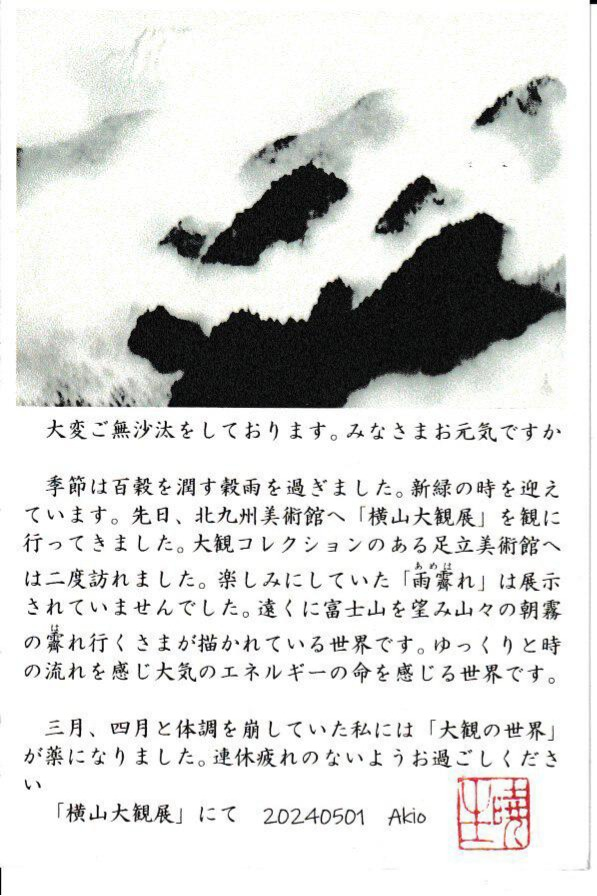 大変ご無沙汰をしております。みなさまお元気ですか
季節は百穀を潤す穀雨を過ぎました。新緑の時を迎え
ています。先日、北九州美術館へ「横山大観展」を観に
行ってきました。大観コレクションのある足立美術館へ
は二度訪れました。楽しみにしていた「雨霽れ」は展示
されていませんでした。遠くに富士山を望み山々の朝霧
の霽れ行くさまが描かれている世界です。ゆっくりと時
の流れを感じ大気のエネルギーの命を感じる世界です。
三月、四月と体調を崩していた私には「大観の世界」
が薬になりました。連休疲れのないようお過ごしくださ
い
「横山大観展」にて 20240501 Akio